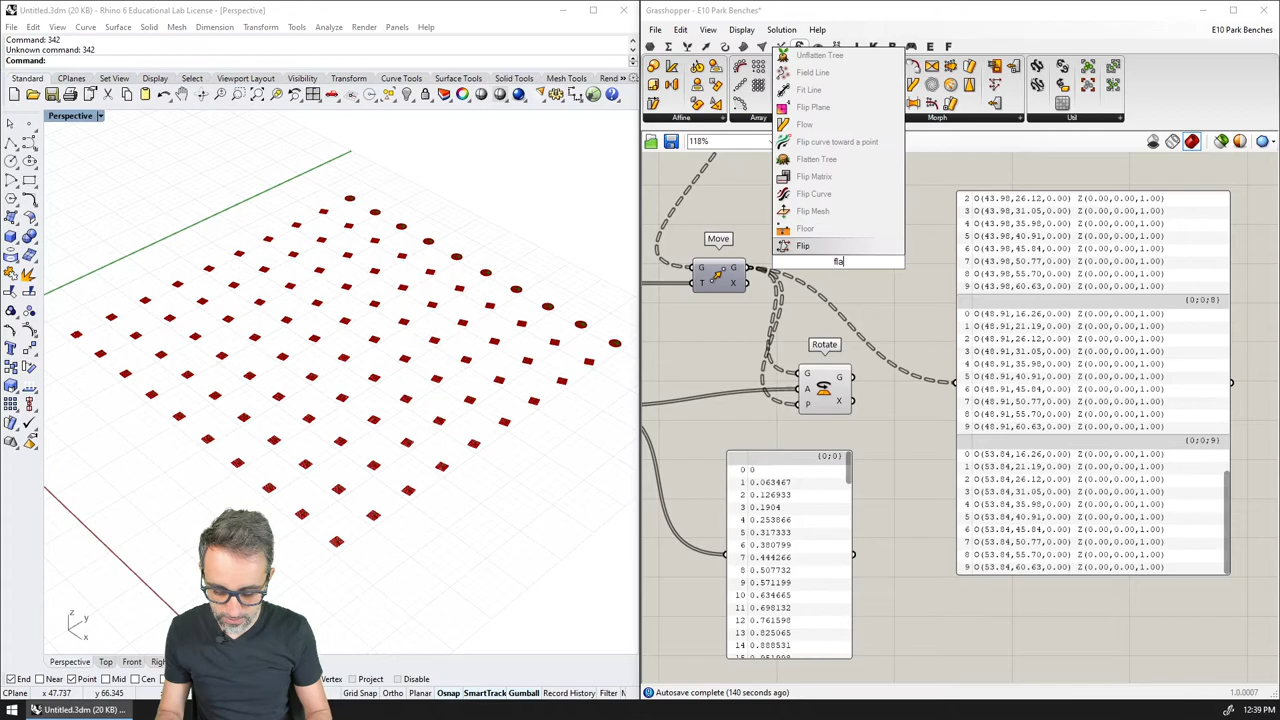 Untitled.3dm (20 KB) - Rhino 6 Educational Lab License - [Perspective]
File Edit View Curve Surface Solid Mesh Dimension Transform Tools Analyze Render Panels Help
Command: 342
Unknown command: 342
Command:
Standard CPlanes Set View Display Select Viewport Layout Visibility Transform Curve Tools Surface Tools Solid Tools Mesh Tools Rend
Perspective
z
y
x
Perspective Top Front Righ
End Near Point Mid Cen Vertex Project Disable
CPlane x 47.737 y 66.345 Grid Snap Ortho Planar Osnap SmartTrack Gumball Record History Filter
Untitled.3dm (20 KB) ...
Grasshopper - E10 Park Benches*
File Edit View Display Solution Help
E10 Park Benches
Affine
Array
Morph
Util
118%
Unflatten Tree
Field Line
Fit Line
Flip Plane
Flow
Flip curve toward a point
Flatten Tree
Flip Matrix
Flip Curve
Flip Mesh
Floor
Flip
fla
Move
G G
T X
Rotate
G G
A
P X
{0;0}
0 0
1 0.063467
2 0.126933
3 0.1904
4 0.253866
5 0.317333
6 0.380799
7 0.444266
8 0.507732
9 0.571199
10 0.634665
11 0.698132
12 0.761598
13 0.825065
14 0.888531
2 O(43.98,26.12,0.00) Z(0.00,0.00,1.00)
3 O(43.98,31.05,0.00) Z(0.00,0.00,1.00)
4 O(43.98,35.98,0.00) Z(0.00,0.00,1.00)
5 O(43.98,40.91,0.00) Z(0.00,0.00,1.00)
6 O(43.98,45.84,0.00) Z(0.00,0.00,1.00)
7 O(43.98,50.77,0.00) Z(0.00,0.00,1.00)
8 O(43.98,55.70,0.00) Z(0.00,0.00,1.00)
9 O(43.98,60.63,0.00) Z(0.00,0.00,1.00)
{0;0;8}
0 O(48.91,16.26,0.00) Z(0.00,0.00,1.00)
1 O(48.91,21.19,0.00) Z(0.00,0.00,1.00)
2 O(48.91,26.12,0.00) Z(0.00,0.00,1.00)
3 O(48.91,31.05,0.00) Z(0.00,0.00,1.00)
4 O(48.91,35.98,0.00) Z(0.00,0.00,1.00)
5 O(48.91,40.91,0.00) Z(0.00,0.00,1.00)
6 O(48.91,45.84,0.00) Z(0.00,0.00,1.00)
7 O(48.91,50.77,0.00) Z(0.00,0.00,1.00)
8 O(48.91,55.70,0.00) Z(0.00,0.00,1.00)
9 O(48.91,60.63,0.00) Z(0.00,0.00,1.00)
{0;0;9}
0 O(53.84,16.26,0.00) Z(0.00,0.00,1.00)
1 O(53.84,21.19,0.00) Z(0.00,0.00,1.00)
2 O(53.84,26.12,0.00) Z(0.00,0.00,1.00)
3 O(53.84,31.05,0.00) Z(0.00,0.00,1.00)
4 O(53.84,35.98,0.00) Z(0.00,0.00,1.00)
5 O(53.84,40.91,0.00) Z(0.00,0.00,1.00)
6 O(53.84,45.84,0.00) Z(0.00,0.00,1.00)
7 O(53.84,50.77,0.00) Z(0.00,0.00,1.00)
8 O(53.84,55.70,0.00) Z(0.00,0.00,1.00)
9 O(53.84,60.63,0.00) Z(0.00,0.00,1.00)
Autosave complete (140 seconds ago)
1.0.0007
12:39 PM